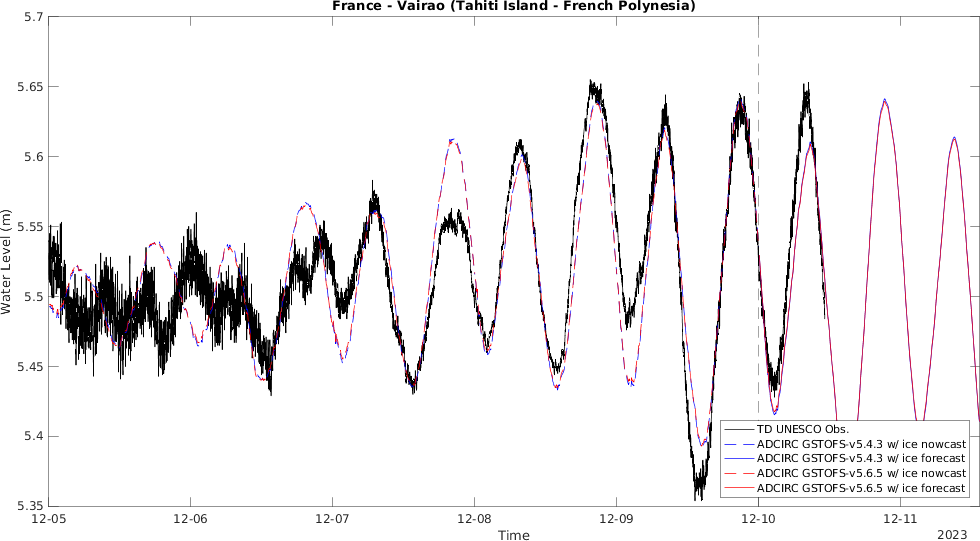 France - Vairao (Tahiti Island - French Polynesia)
5.7
5.65
5.6
5.55
5.5
5.45
5.4
5.35
Water Level (m)
TD UNESCO Obs.
ADCIRC GSTOFS-v5.4.3 w/ ice nowcast
ADCIRC GSTOFS-v5.4.3 w/ ice forecast
ADCIRC GSTOFS-v5.6.5 w/ ice nowcast
ADCIRC GSTOFS-v5.6.5 w/ ice forecast
12-05 12-06 12-07 12-08 12-09 12-10 12-11
Time
2023